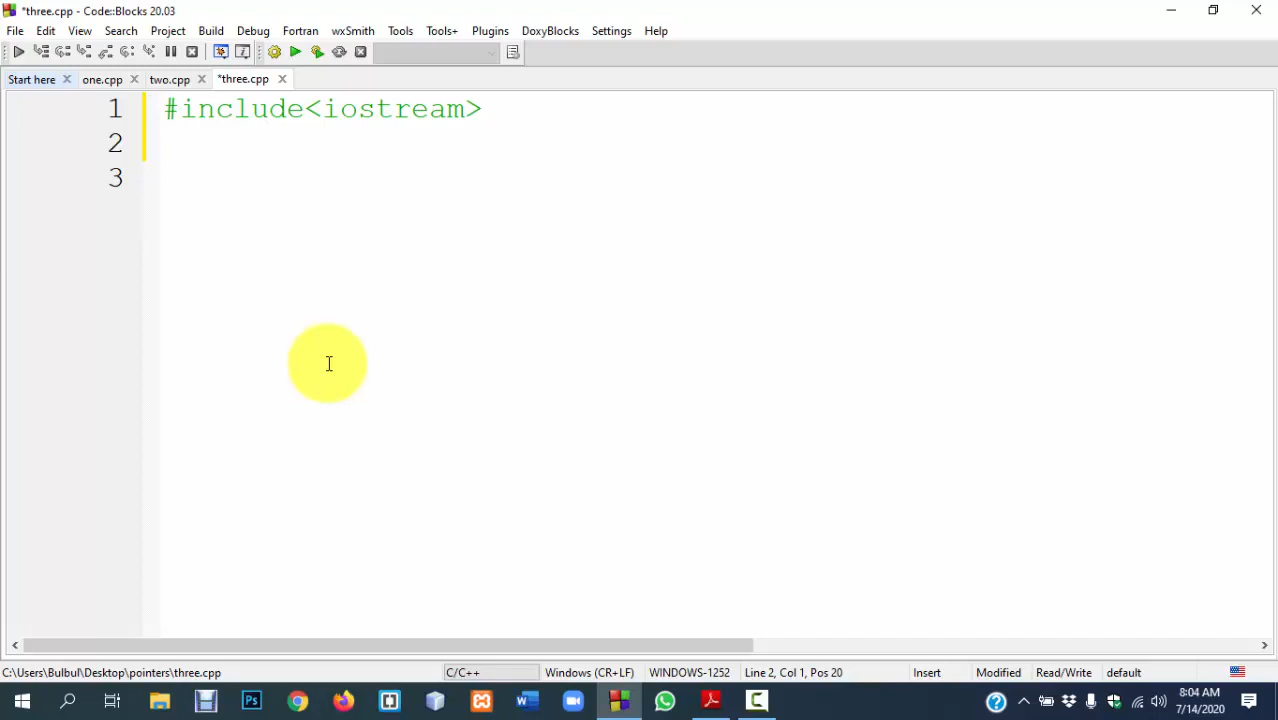 *three.cpp - Code::Blocks 20.03
File Edit View Search Project Build Debug Fortran wxSmith Tools Tools+ Plugins DoxyBlocks Settings Help
Start here one.cpp two.cpp *three.cpp
1 #include<iostream>
2
3
C:\Users\Bulbul\Desktop\pointers\three.cpp C/C++ Windows (CR+LF) WINDOWS-1252 Line 2, Col 1, Pos 20 Insert Modified Read/Write default
8:04 AM
7/14/2020